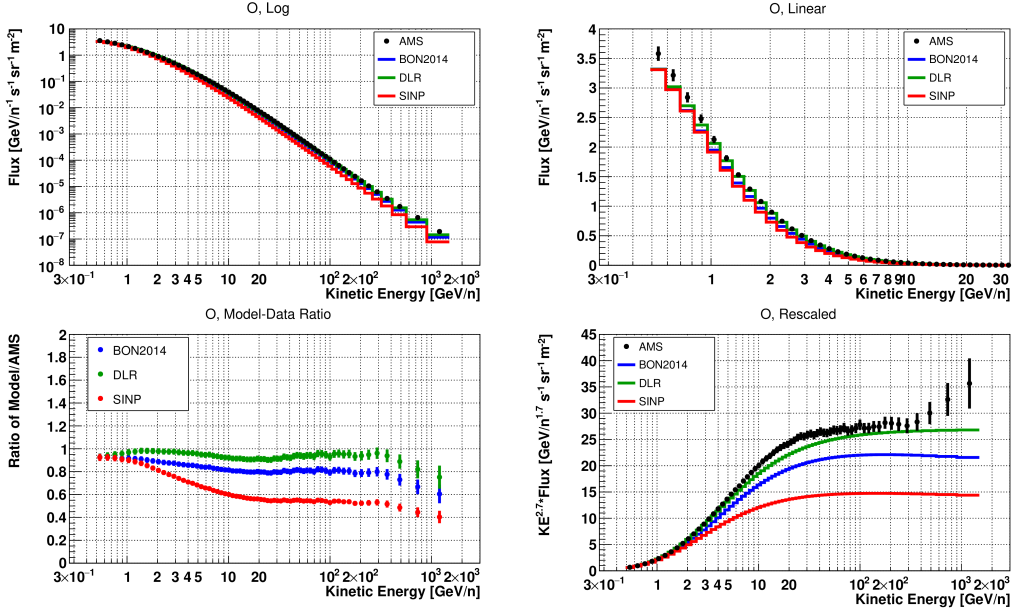 O, Log
Flux [GeV/n⁻¹ s⁻¹ sr⁻¹ m⁻²]
10
1
10⁻¹
10⁻²
10⁻³
10⁻⁴
10⁻⁵
10⁻⁶
10⁻⁷
10⁻⁸
AMS
BON2014
DLR
SINP
3×10⁻¹ 1 2 3 4 5 10 20 10² 2×10² 10³ 2×10³
Kinetic Energy [GeV/n]
O, Linear
Flux [GeV/n⁻¹ s⁻¹ sr⁻¹ m⁻²]
4
3.5
3
2.5
2
1.5
1
0.5
0
AMS
BON2014
DLR
SINP
3×10⁻¹ 1 2 3 4 5 6 7 8 9 10 20 30
Kinetic Energy [GeV/n]
O, Model-Data Ratio
Ratio of Model/AMS
2
1.8
1.6
1.4
1.2
1
0.8
0.6
0.4
0.2
0
BON2014
DLR
SINP
3×10⁻¹ 1 2 3 4 5 10 20 10² 2×10² 10³ 2×10³
Kinetic Energy [GeV/n]
O, Rescaled
KE²·⁷*Flux [GeV/n¹·⁷ s⁻¹ sr⁻¹ m⁻²]
45
40
35
30
25
20
15
10
5
0
AMS
BON2014
DLR
SINP
3×10⁻¹ 1 2 3 4 5 10 20 10² 2×10² 10³ 2×10³
Kinetic Energy [GeV/n]